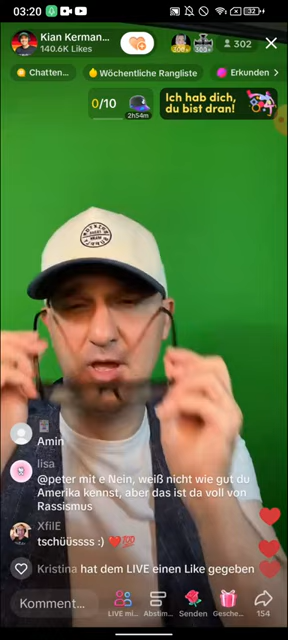 03:20
32
Kian Kerman...
140.6K Likes
302
Chatten...
Wöchentliche Rangliste
Erkunden
0/10
2h54m
Ich hab dich,
du bist dran!
Amin
lisa
@peter mit e Nein, weiß nicht wie gut du
Amerika kennst, aber das ist da voll von
Rassismus
XfilE
tschüüssss :) ❤️💯
Kristina hat dem LIVE einen Like gegeben
Komment...
LIVE mi...
Abstim...
Senden
Gesche...
154